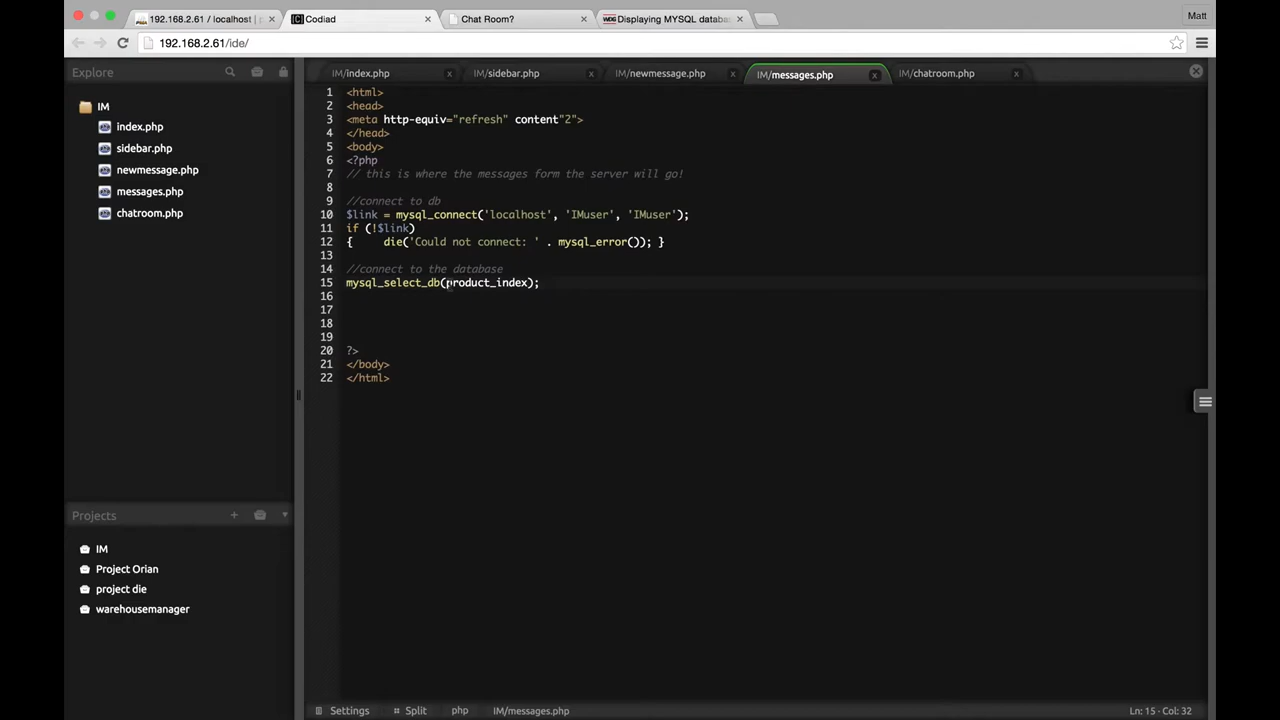 192.168.2.61 / localhost | p
Codiad
Chat Room?
WDG Displaying MYSQL databa
Matt
192.168.2.61/ide/
Explore
IM/index.php
IM/sidebar.php
IM/newmessage.php
IM/messages.php
IM/chatroom.php
IM
index.php
sidebar.php
newmessage.php
messages.php
chatroom.php
1 <html>
2 <head>
3 <meta http-equiv="refresh" content"2">
4 </head>
5 <body>
6 <?php
7 // this is where the messages form the server will go!
8
9 //connect to db
10 $link = mysql_connect('localhost', 'IMuser', 'IMuser');
11 if (!$link)
12 { die('Could not connect: ' . mysql_error()); }
13
14 //connect to the database
15 mysql_select_db(product_index);
16
17
18
19
20 ?>
21 </body>
22 </html>
Projects
IM
Project Orian
project die
warehousemanager
Settings
Split
php
IM/messages.php
Ln: 15 · Col: 32